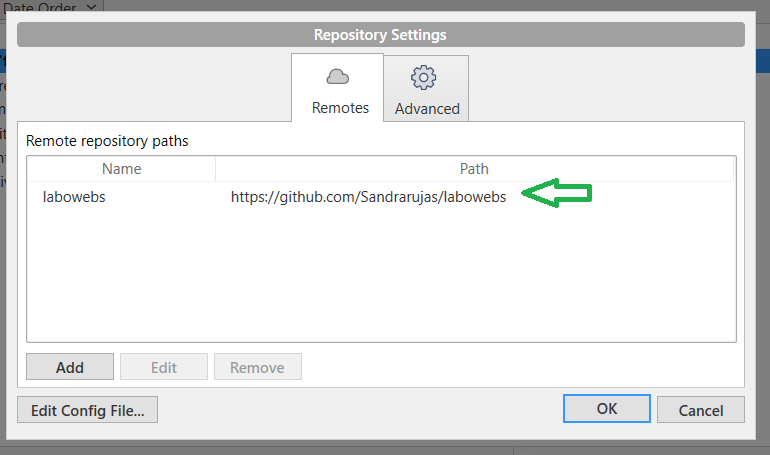 Date Order
Repository Settings
Remotes
Advanced
Remote repository paths
Name Path
labowebs https://github.com/Sandrarujas/labowebs
Add Edit Remove
Edit Config File... OK Cancel